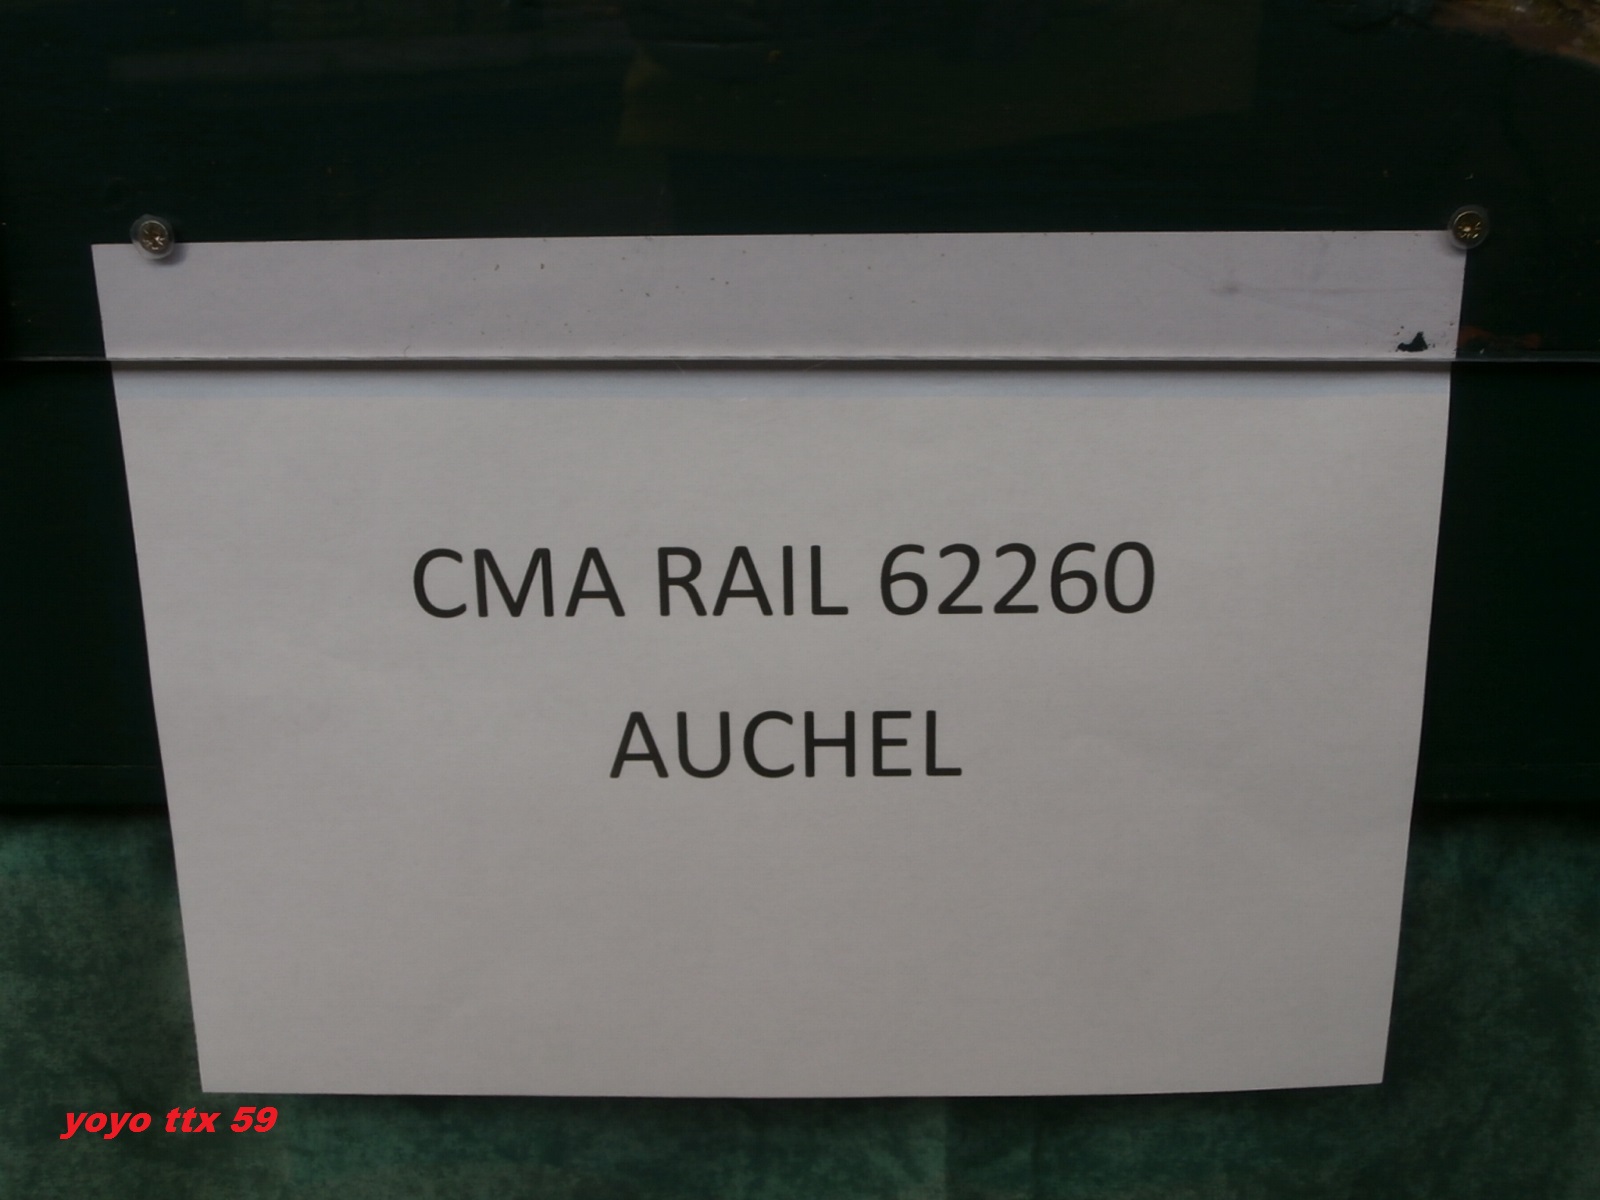 CMA RAIL 62260
AUCHEL
yoyo ttx 59